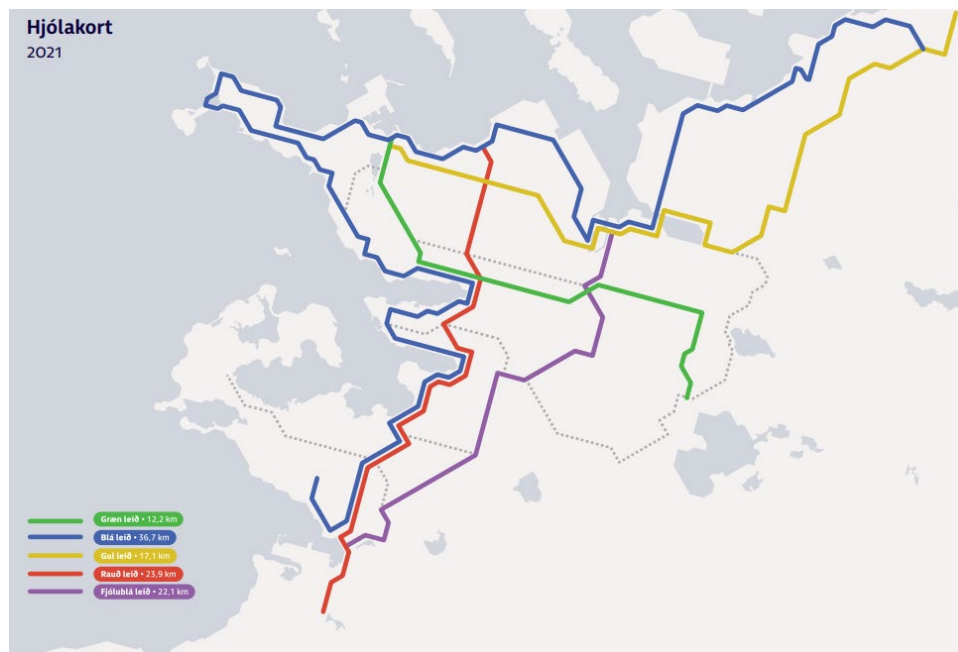 Hjólakort
2021
Græn leið • 12,2 km
Blá leið • 36,7 km
Gul leið • 17,1 km
Rauð leið • 23,9 km
Fjólublá leið • 22,1 km